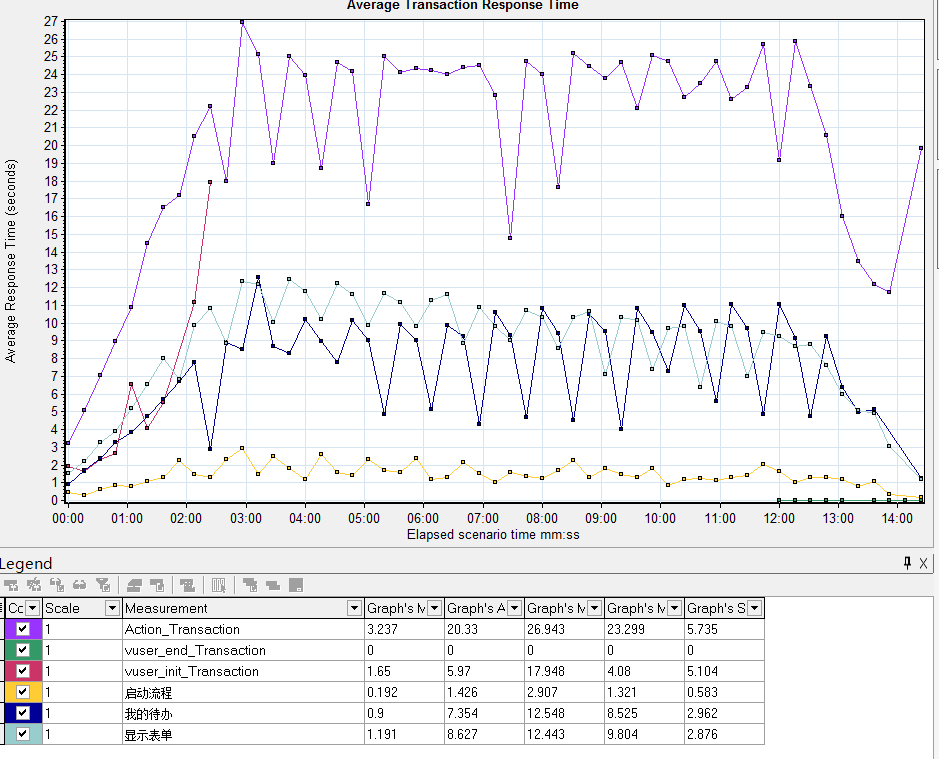 Average Transaction Response Time
27
26
25
24
23
22
21
20
19
18
17
16
15
14
13
12
11
10
9
8
7
6
5
4
3
2
1
0
Average Response Time (seconds)
00:00 01:00 02:00 03:00 04:00 05:00 06:00 07:00 08:00 09:00 10:00 11:00 12:00 13:00 14:00
Elapsed scenario time mm:ss
Legend
Co Scale Measurement Graph's M Graph's A Graph's M Graph's M Graph's S
1 Action_Transaction 3.237 20.33 26.943 23.299 5.735
1 vuser_end_Transaction 0 0 0 0 0
1 vuser_init_Transaction 1.65 5.97 17.948 4.08 5.104
1 启动流程 0.192 1.426 2.907 1.321 0.583
1 我的待办 0.9 7.354 12.548 8.525 2.962
1 显示表单 1.191 8.627 12.443 9.804 2.876